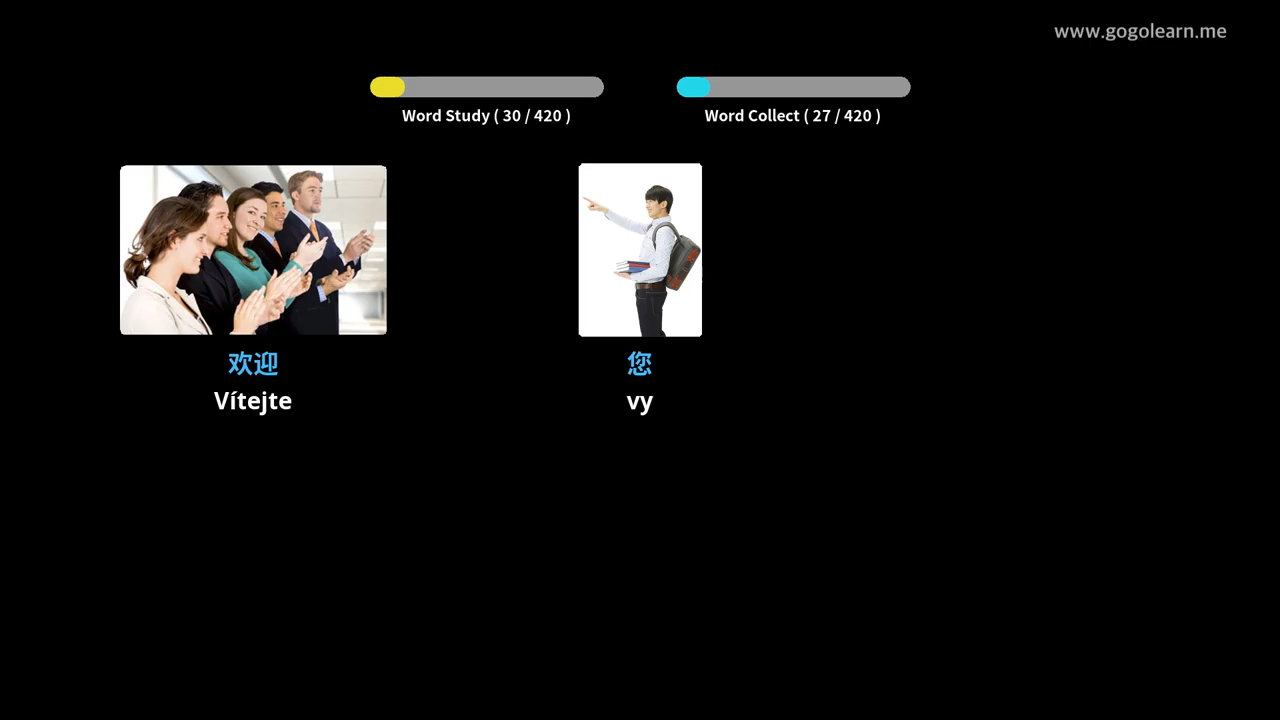 www.gogolearn.me
Word Study ( 30 / 420 )
Word Collect ( 27 / 420 )
欢迎
Vítejte
您
vy